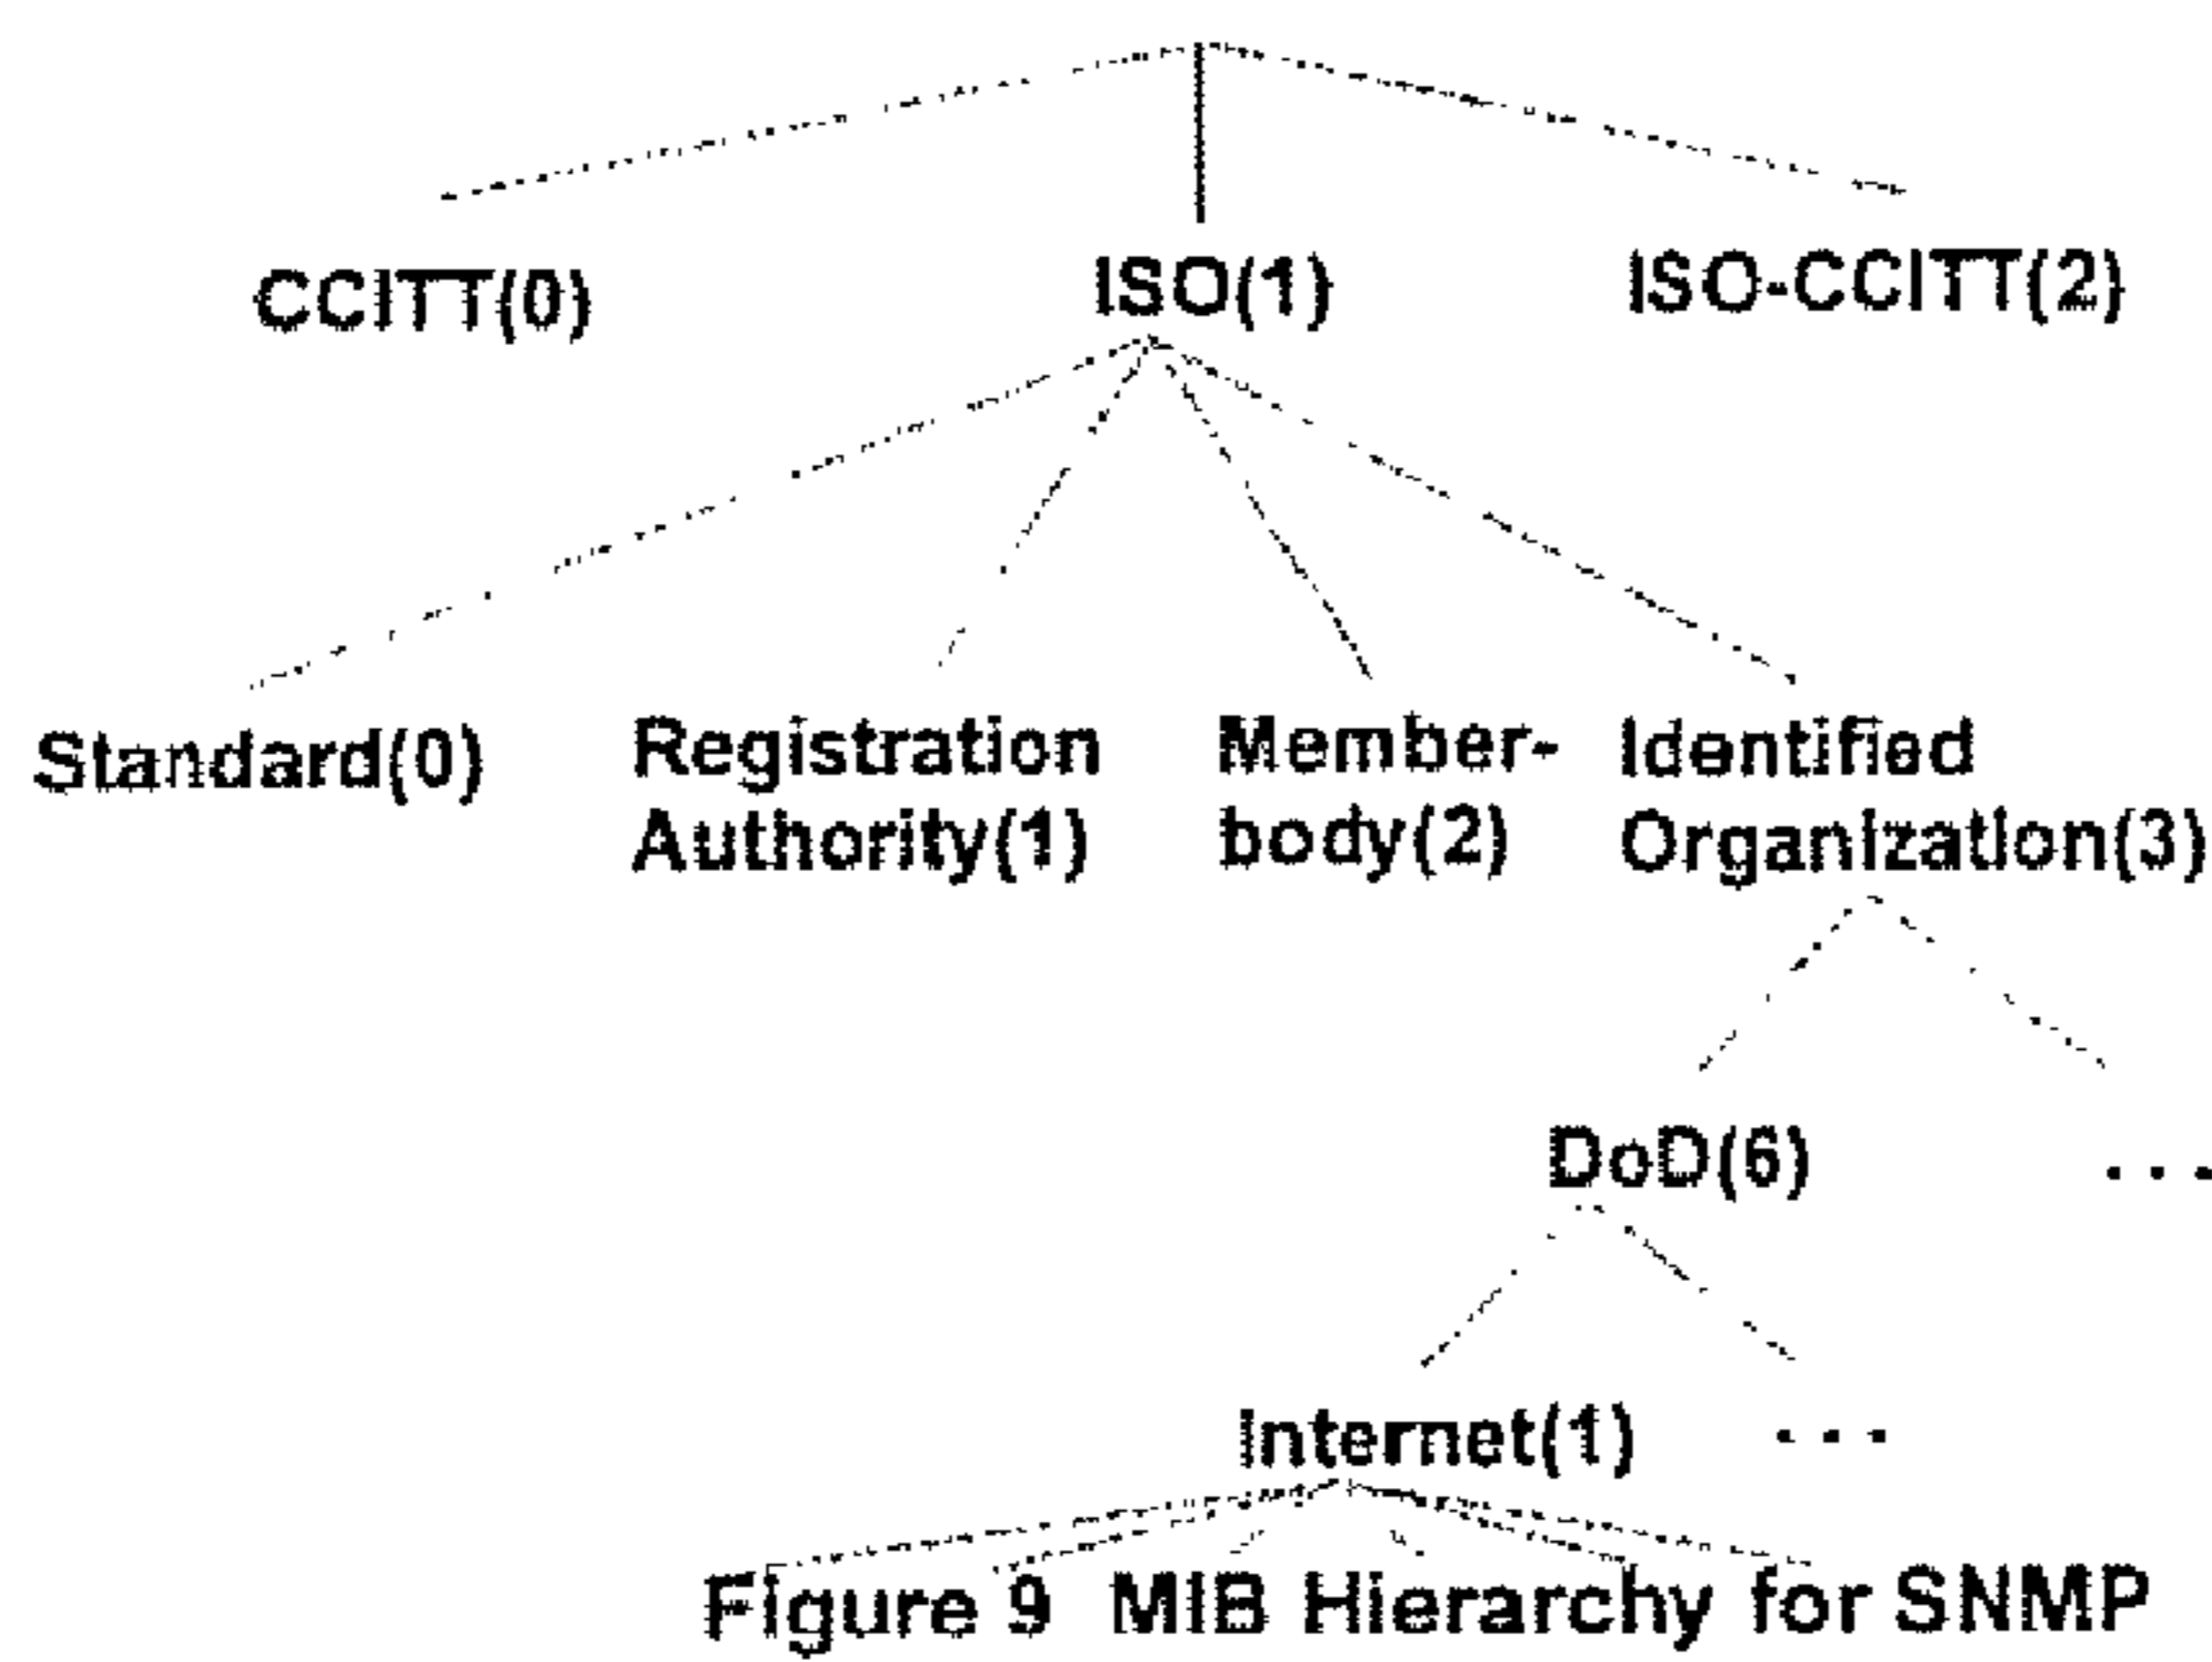 CCITT(0) ISO(1) ISO-CCITT(2)
Standard(0) Registration Member- Identified
Authority(1) body(2) Organization(3)
DoD(6) . . .
Internet(1) . . .
Figure 9 MIB Hierarchy for SNMP